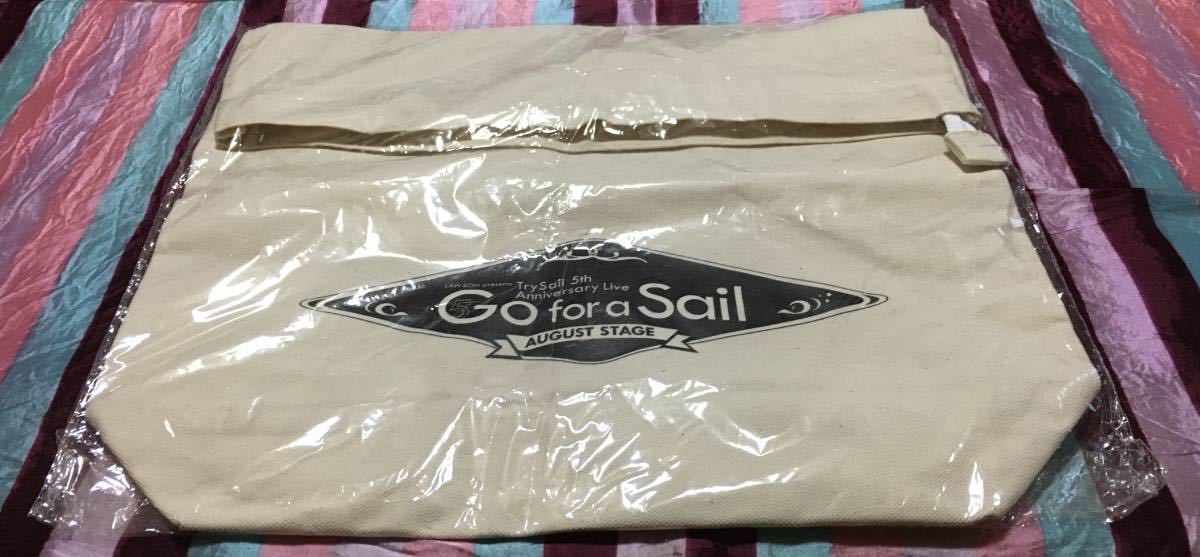 LAWSON presents
TrySail 5th
Anniversary Live
Go for a Sail
AUGUST STAGE